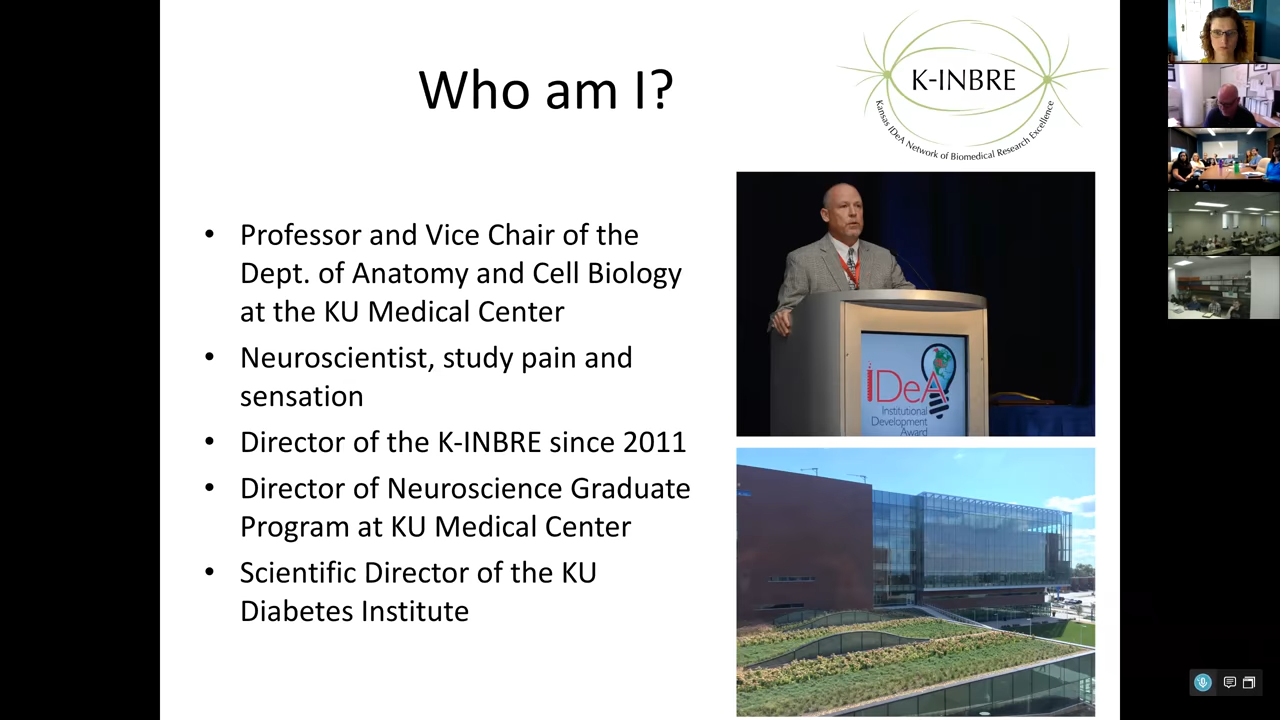 Who am I?
K-INBRE
Kansas IDeA Network of Biomedical Research Excellence
• Professor and Vice Chair of the
Dept. of Anatomy and Cell Biology
at the KU Medical Center
• Neuroscientist, study pain and
sensation
• Director of the K-INBRE since 2011
• Director of Neuroscience Graduate
Program at KU Medical Center
• Scientific Director of the KU
Diabetes Institute
IDeA
Institutional
Development
Award